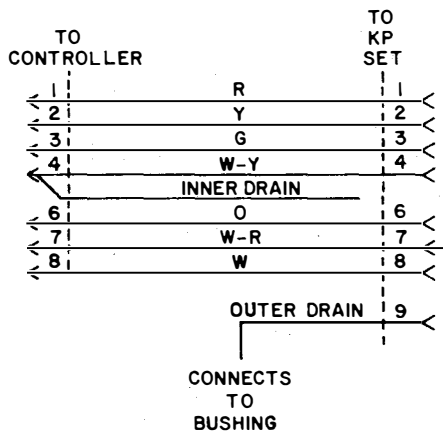 TO CONTROLLER
TO KP SET
1 R 1
2 Y 2
3 G 3
4 W-Y 4
INNER DRAIN
6 O 6
7 W-R 7
8 W 8
OUTER DRAIN 9
CONNECTS
TO
BUSHING